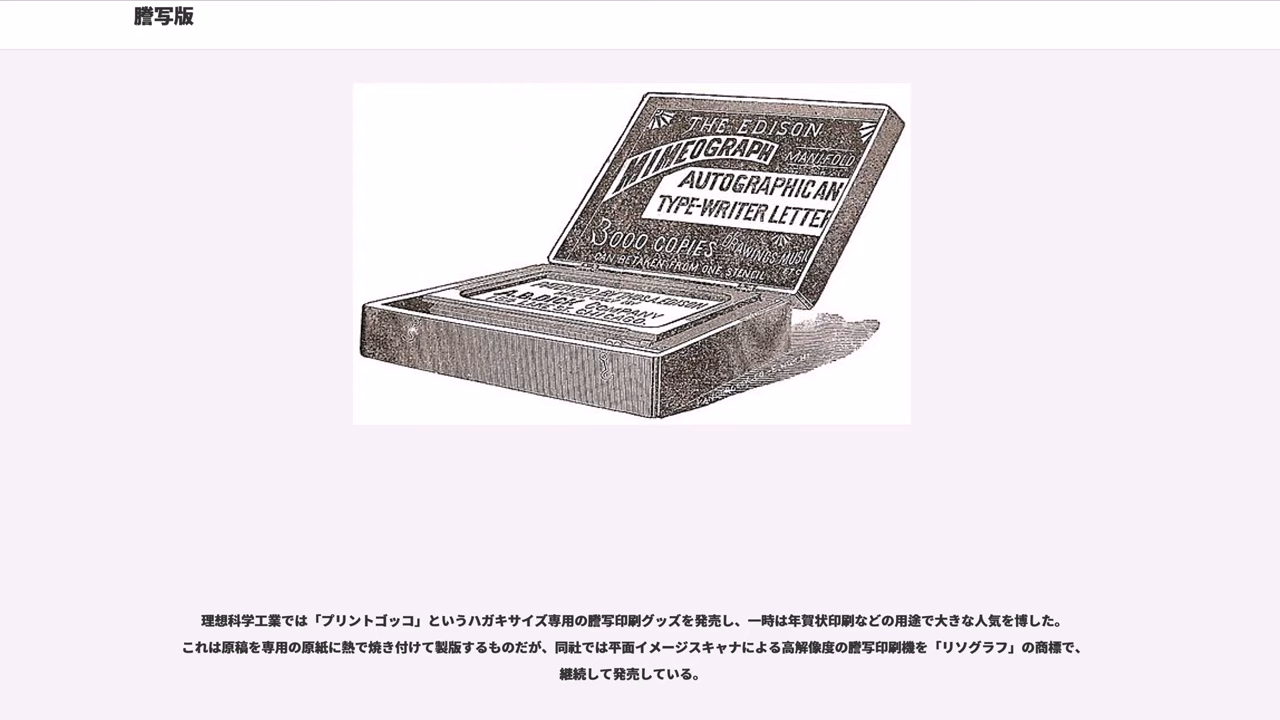 謄写版
THE EDISON
MIMEOGRAPH
MANIFOLD
AUTOGRAPHIC AN
TYPE-WRITER LETTER
3000 COPIES
DRAWINGS MUSIC
CAN BE TAKEN FROM ONE STENCIL
ETC
A.B. DICK COMPANY
CHICAGO.
理想科学工業では「プリントゴッコ」というハガキサイズ専用の謄写印刷グッズを発売し、一時は年賀状印刷などの用途で大きな人気を博した。
これは原稿を専用の原紙に熱で焼き付けて製版するものだが、同社では平面イメージスキャナによる高解像度の謄写印刷機を「リソグラフ」の商標で、
継続して発売している。